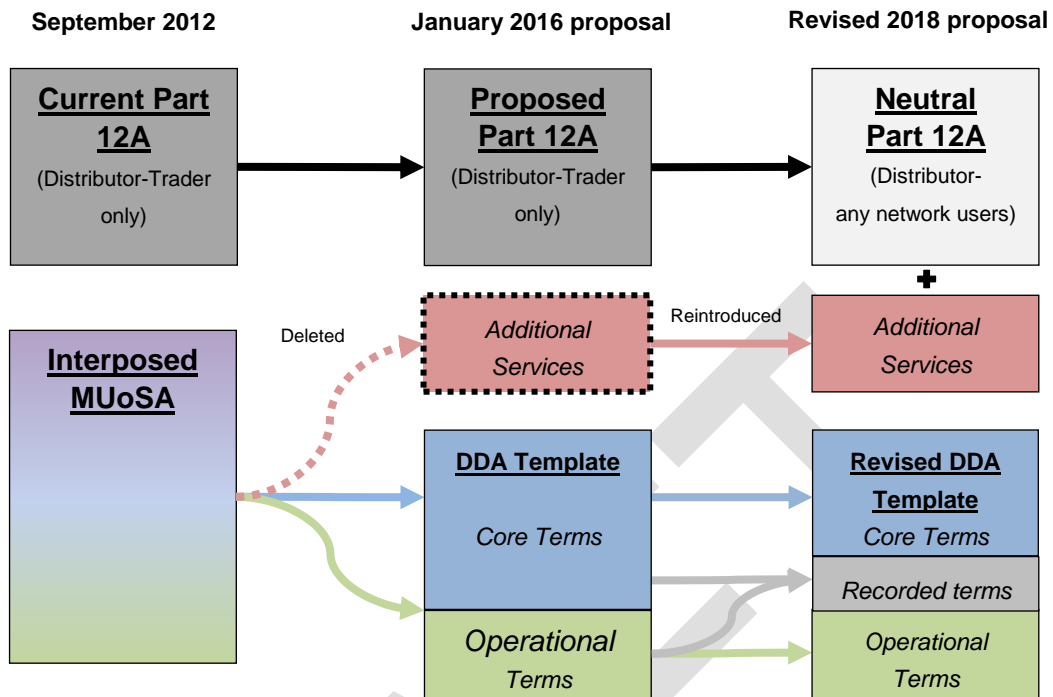 September 2012
January 2016 proposal
Revised 2018 proposal
Current Part
12A
(Distributor-Trader
only)
Proposed
Part 12A
(Distributor-Trader
only)
Neutral
Part 12A
(Distributor-
any network users)
+
Interposed
MUoSA
Deleted
Additional
Services
Reintroduced
Additional
Services
DDA Template
Core Terms
Operational
Terms
Revised DDA
Template
Core Terms
Recorded terms
Operational
Terms